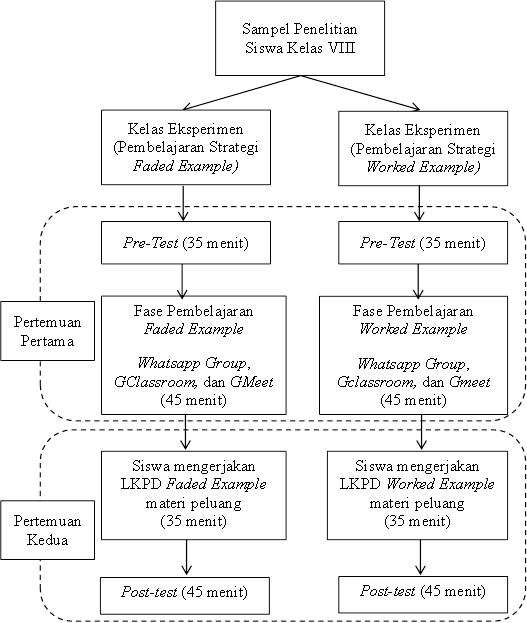 Sampel Penelitian
Siswa Kelas VIII
Kelas Eksperimen
(Pembelajaran Strategi
Faded Example)
Kelas Eksperimen
(Pembelajaran Strategi
Worked Example)
Pre-Test (35 menit)
Pre-Test (35 menit)
Pertemuan
Pertama
Fase Pembelajaran
Faded Example
Whatsapp Group,
GClassroom, dan GMeet
(45 menit)
Fase Pembelajaran
Worked Example
Whatsapp Group,
Gclassroom, dan Gmeet
(45 menit)
Pertemuan
Kedua
Siswa mengerjakan
LKPD Faded Example
materi peluang
(35 menit)
Siswa mengerjakan
LKPD Worked Example
materi peluang
(35 menit)
Post-test (45 menit)
Post-test (45 menit)